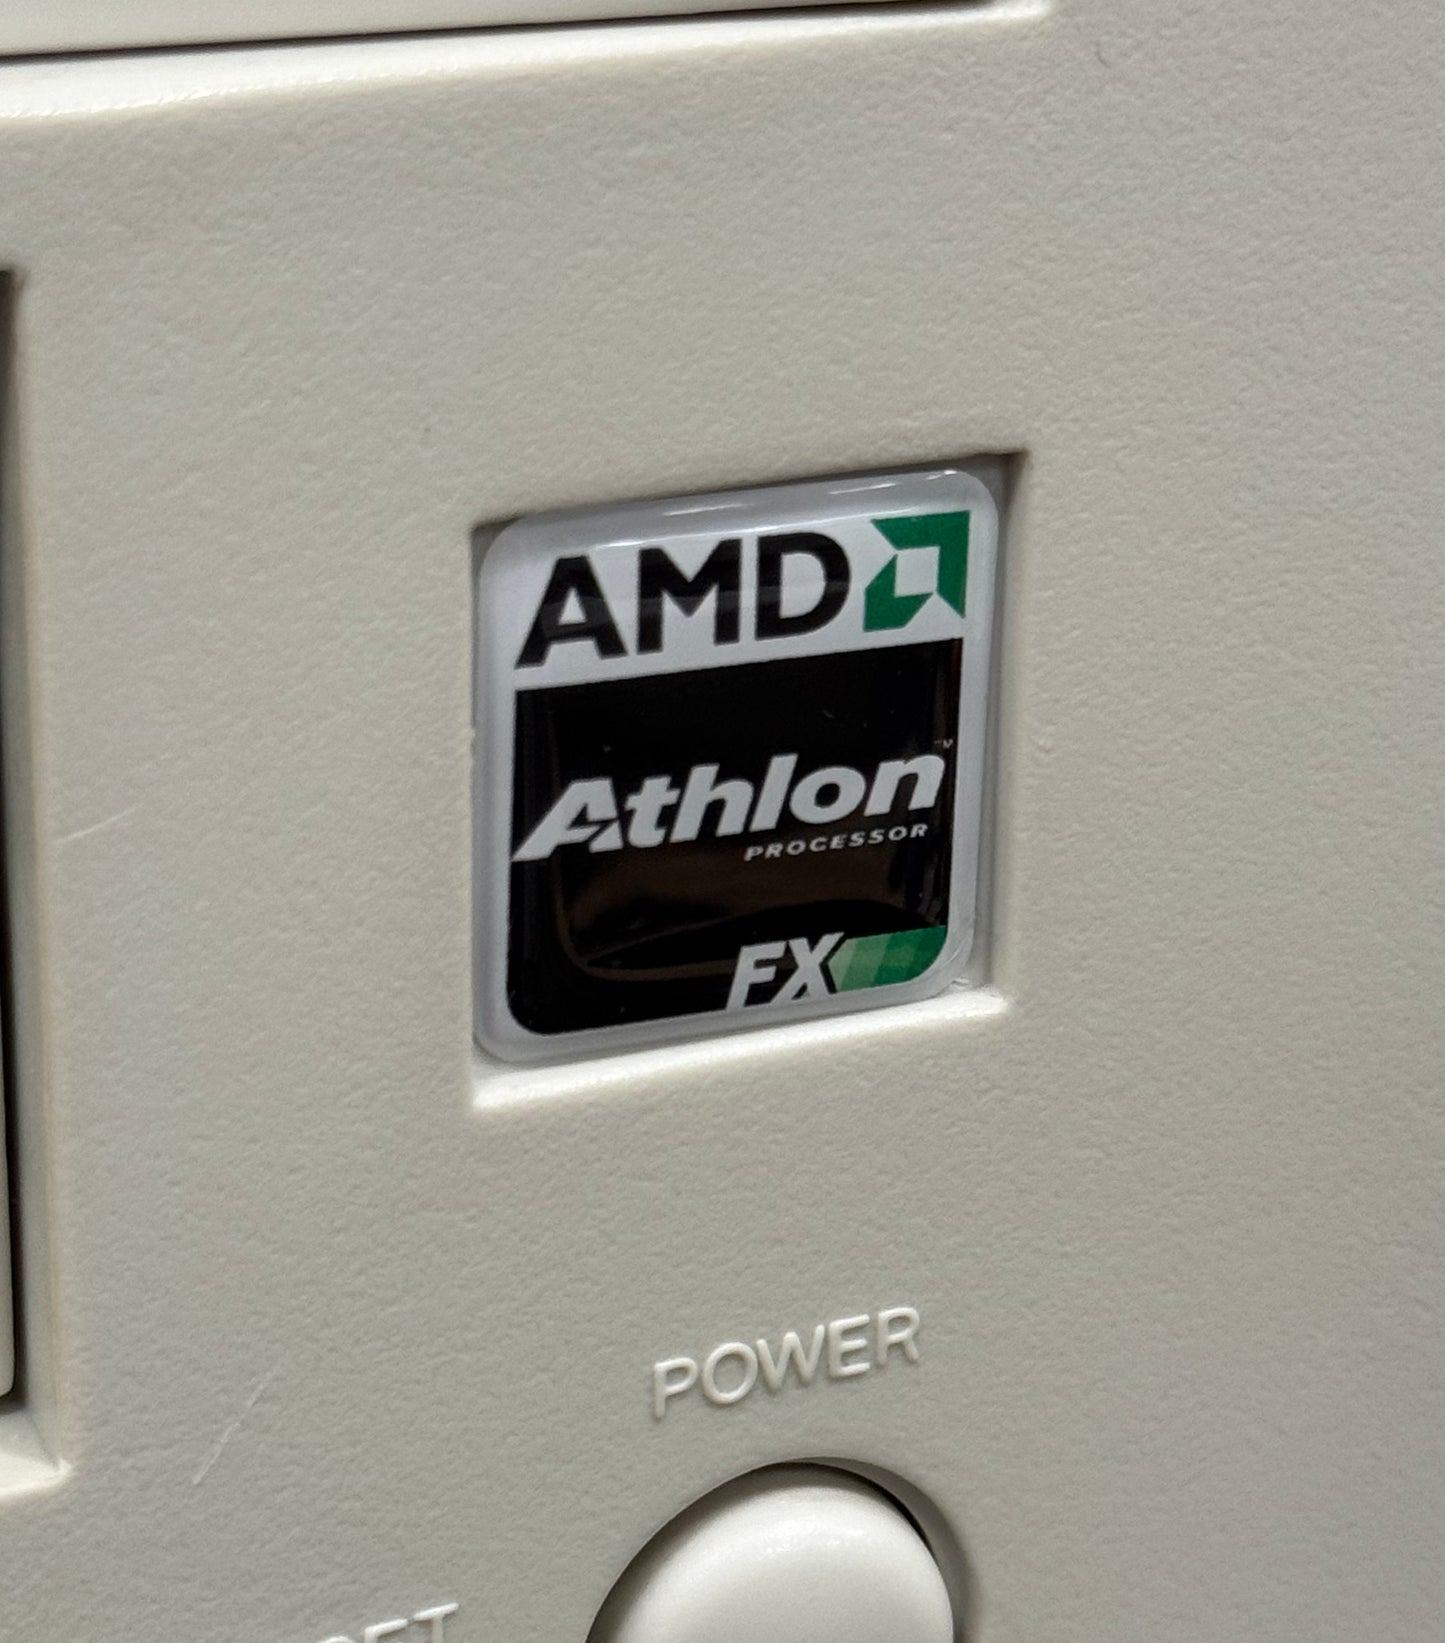 AMD
Athlon™
PROCESSOR
FX
POWER